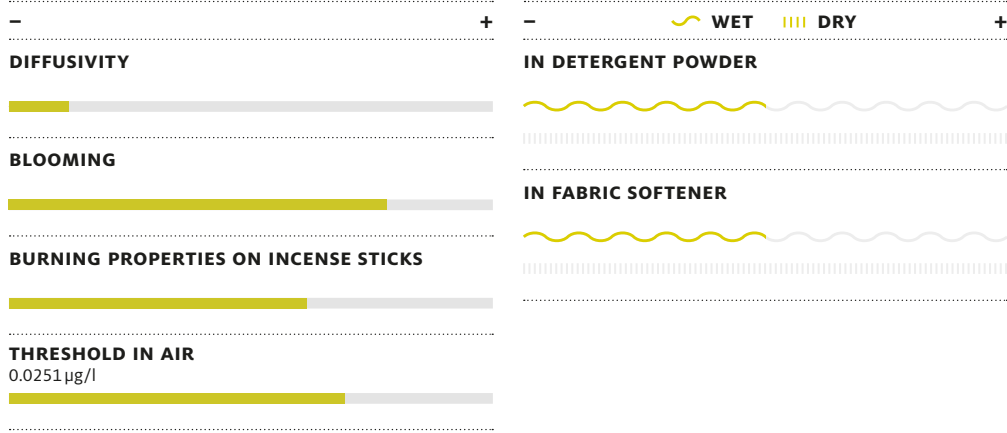 – +
DIFFUSIVITY
BLOOMING
BURNING PROPERTIES ON INCENSE STICKS
THRESHOLD IN AIR
0.0251 µg/l
– WET DRY +
IN DETERGENT POWDER
IN FABRIC SOFTENER